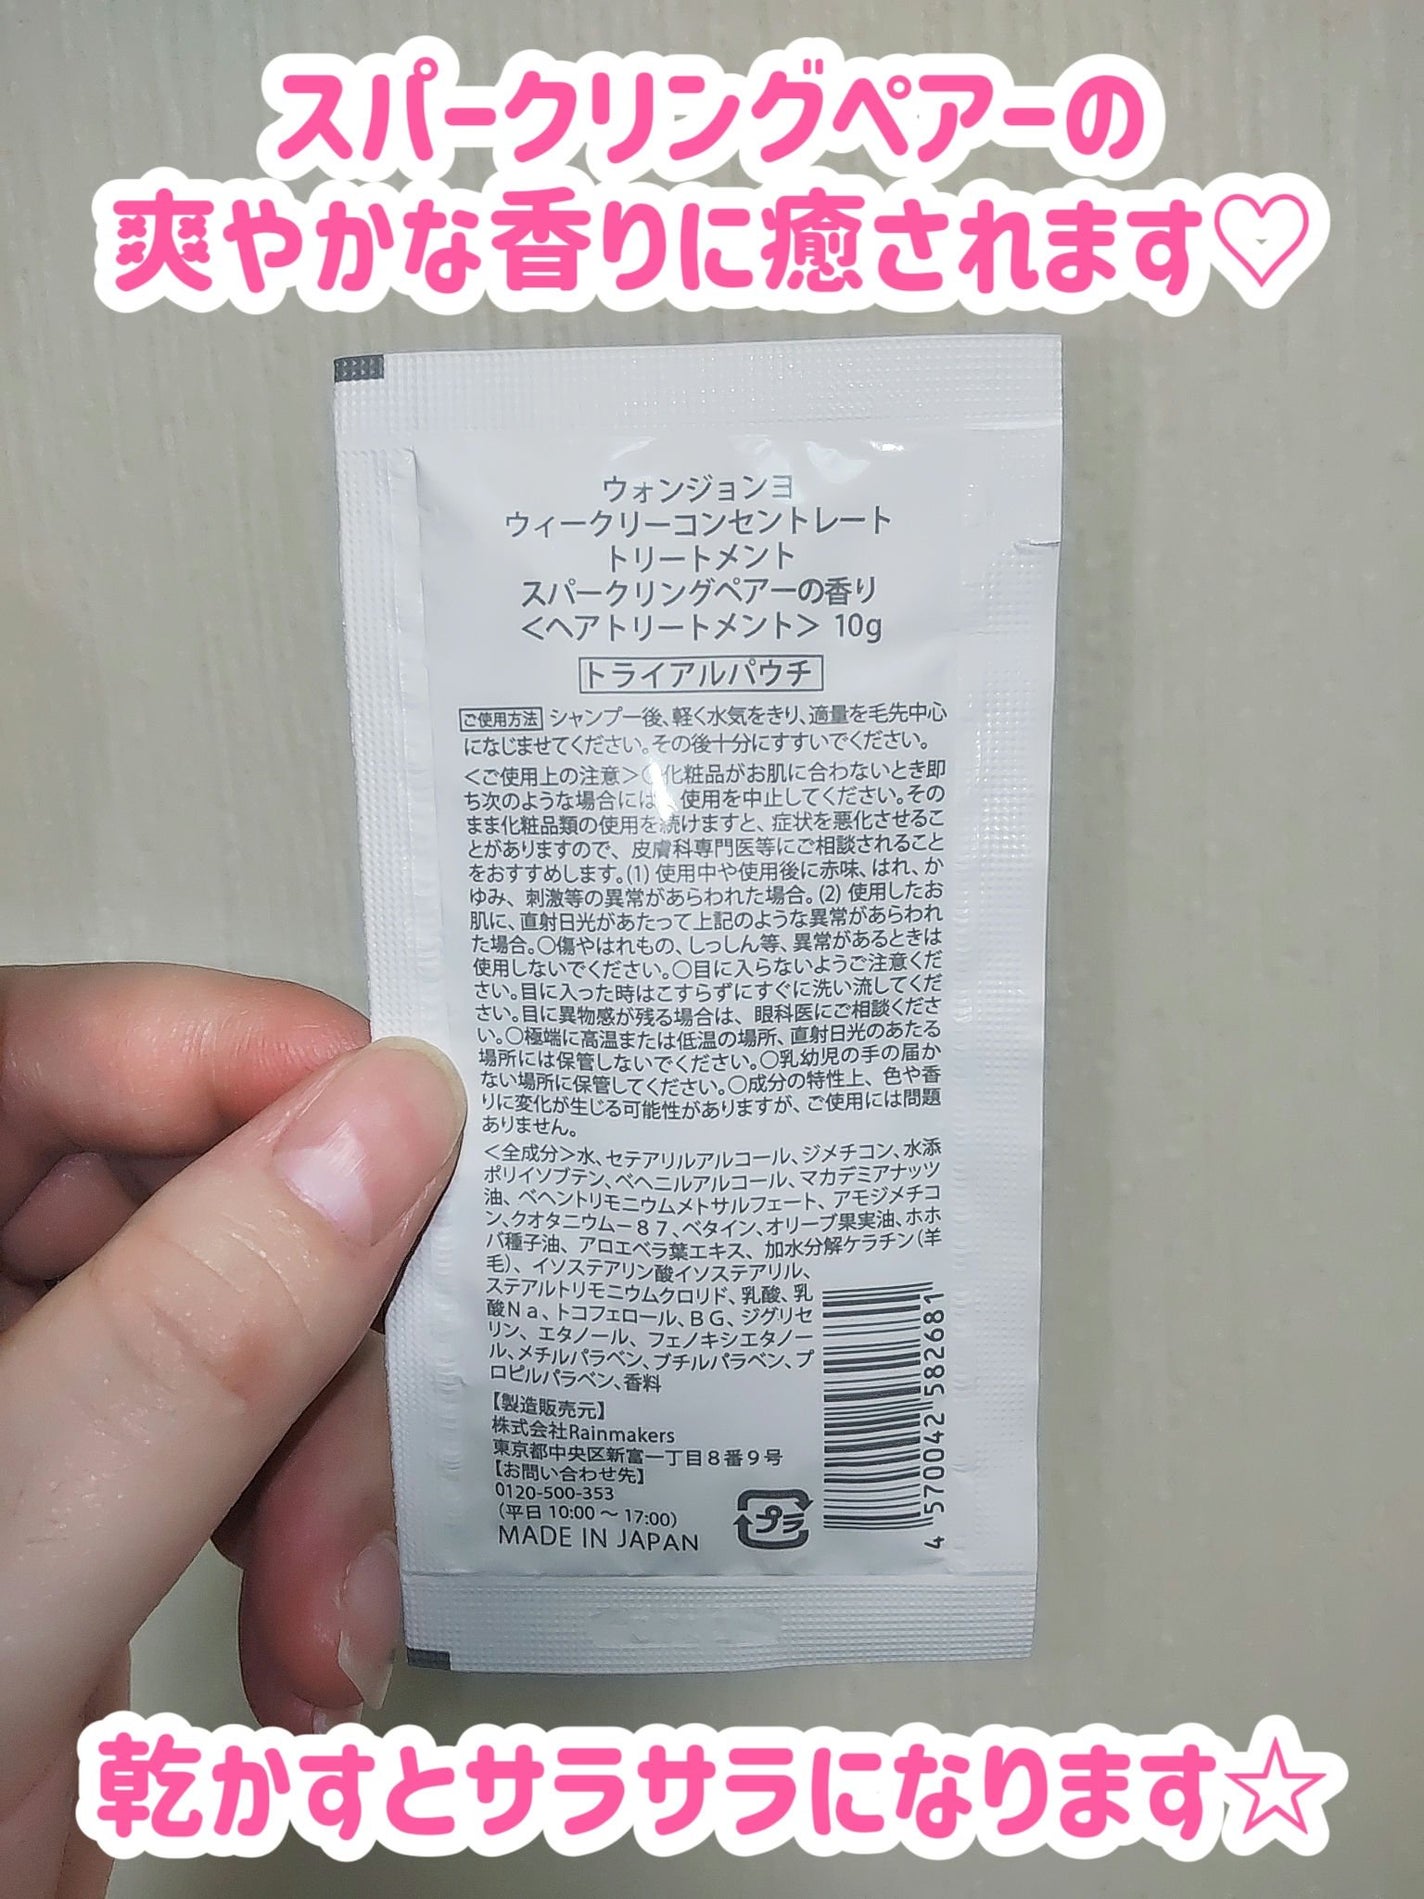 スパークリングペアーの
爽やかな香りに癒されます♡
ウォンジョンヨ
ウィークリーコンセントレート
トリートメント
スパークリングペアーの香り
＜ヘアトリートメント＞ 10g
トライアルパウチ
ご使用方法 シャンプー後、軽く水気をきり、適量を毛先中心
になじませてください。その後十分にすすいでください。
＜ご使用上の注意＞○化粧品がお肌に合わないとき即
ち次のような場合には、使用を中止してください。その
まま化粧品類の使用を続けますと、症状を悪化させるこ
とがありますので、皮膚科専門医等にご相談されること
をおすすめします。(1) 使用中や使用後に赤味、はれ、か
ゆみ、刺激等の異常があらわれた場合。(2) 使用したお
肌に、直射日光があたって上記のような異常があらわれ
た場合。○傷やはれもの、しっしん等、異常があるときは
使用しないでください。○目に入らないようご注意くだ
さい。目に入った時はこすらずにすぐに洗い流してくだ
さい。目に異物感が残る場合は、眼科医にご相談くださ
い。○極端に高温または低温の場所、直射日光のあたる
場所には保管しないでください。○乳幼児の手の届か
ない場所に保管してください。○成分の特性上、色や香
りに変化が生じる可能性がありますが、ご使用には問題
ありません。
＜全成分＞水、セテアリルアルコール、ジメチコン、水添
ポリイソブテン、ベヘニルアルコール、マカデミアナッツ
油、ベヘントリモニウムメトサルフェート、アモジメチコ
ン、クオタニウムー８７、ベタイン、オリーブ果実油、ホホ
バ種子油、アロエベラ葉エキス、加水分解ケラチン（羊
毛）、イソステアリン酸イソステアリル、
ステアルトリモニウムクロリド、乳酸、乳
酸Ｎａ、トコフェロール、ＢＧ、ジグリセ
リン、エタノール、フェノキシエタノー
ル、メチルパラベン、ブチルパラベン、プ
ロピルパラベン、香料
【製造販売元】
株式会社Rainmakers
東京都中央区新富一丁目８番９号
【お問い合わせ先】
0120-500-353
（平日 10:00 ～ 17:00）
MADE IN JAPAN
プラ
4 570042 582681
乾かすとサラサラになります☆